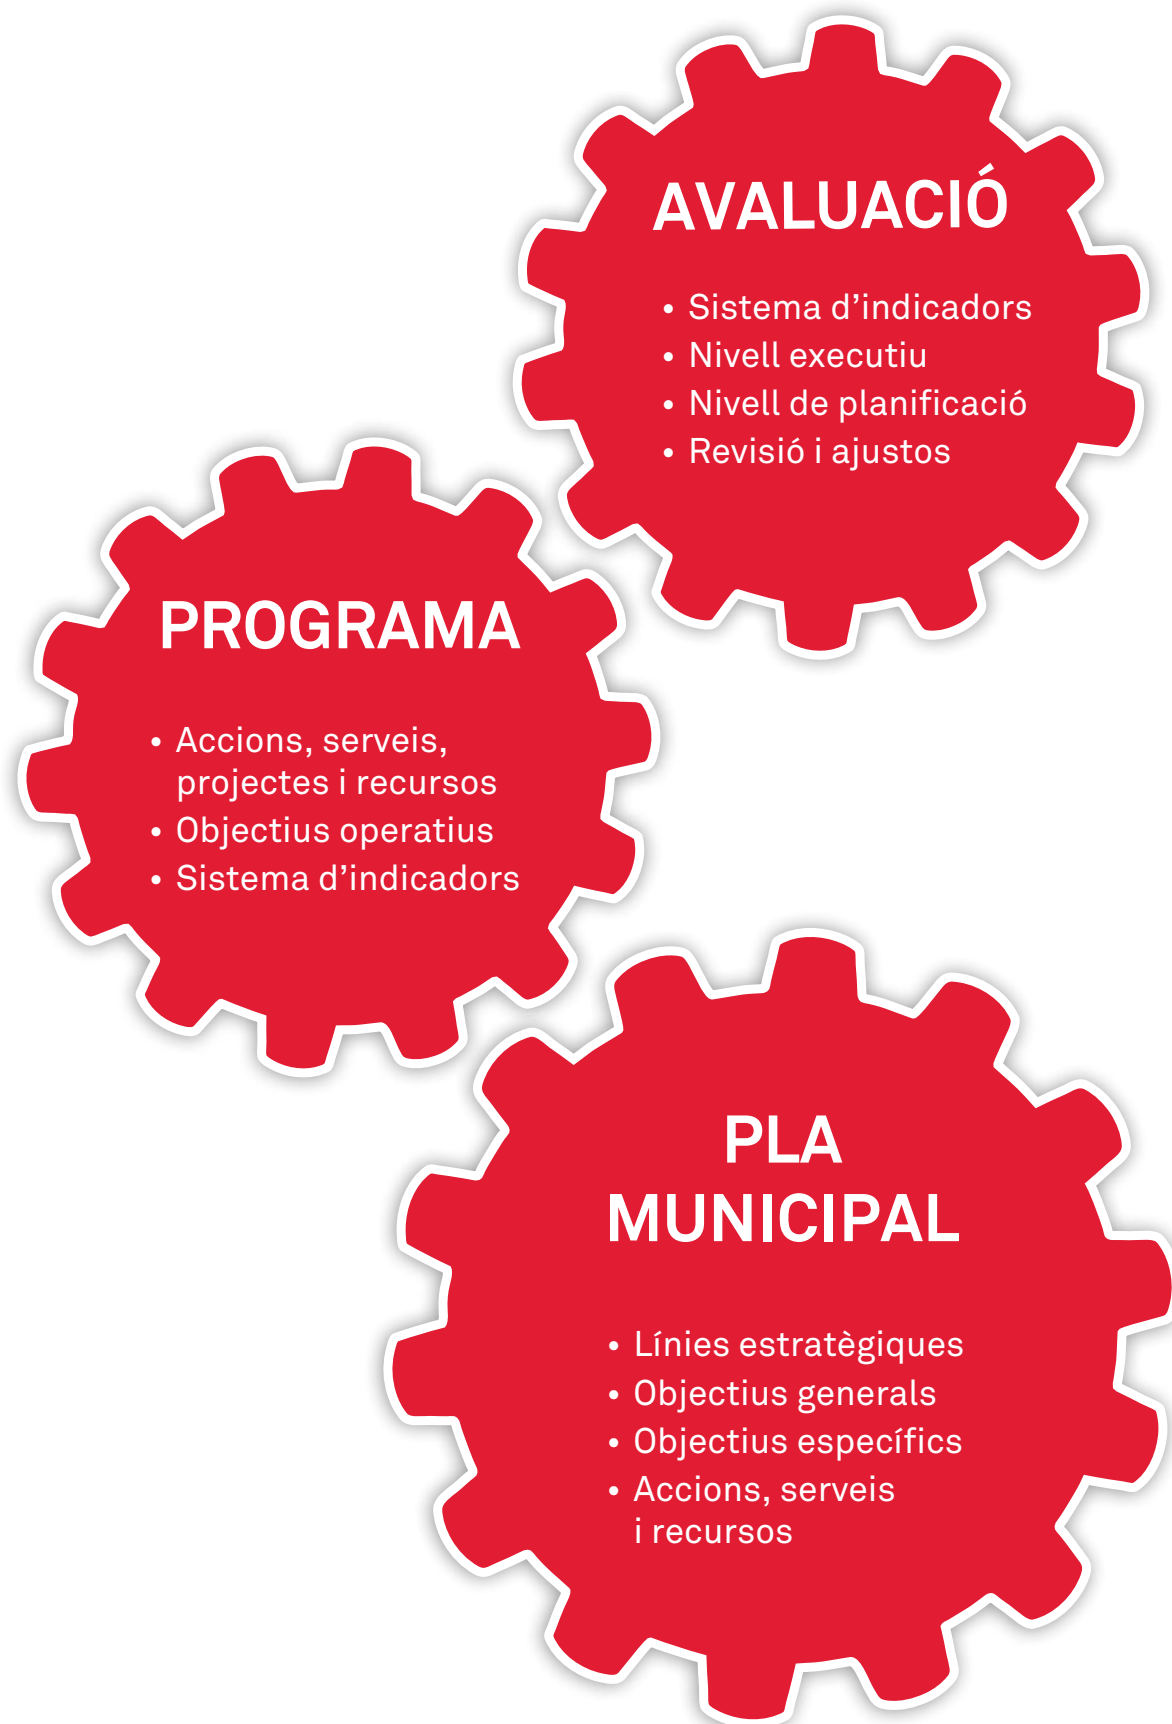 AVALUACIÓ
• Sistema d’indicadors
• Nivell executiu
• Nivell de planificació
• Revisió i ajustos
PROGRAMA
• Accions, serveis,
projectes i recursos
• Objectius operatius
• Sistema d’indicadors
PLA
MUNICIPAL
• Línies estratègiques
• Objectius generals
• Objectius específics
• Accions, serveis
i recursos